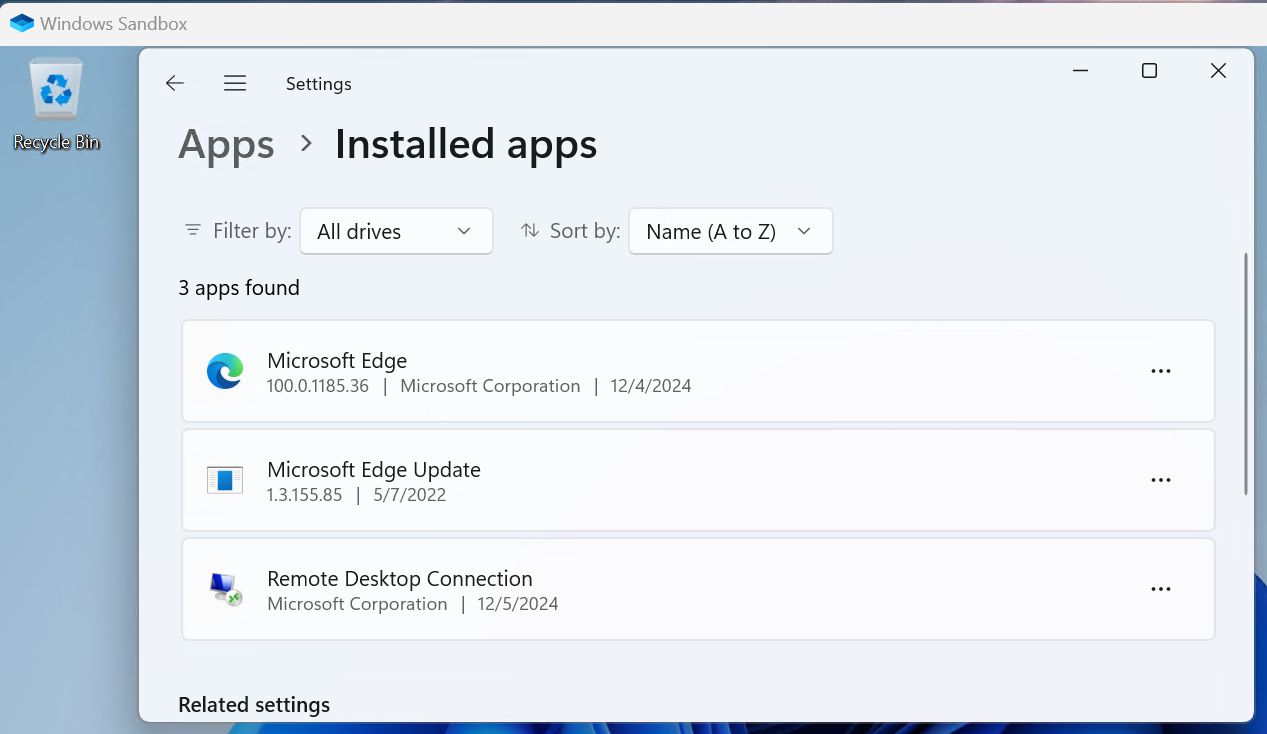 Windows Sandbox
Recycle Bin
Settings
Apps > Installed apps
Filter by: All drives Sort by: Name (A to Z)
3 apps found
Microsoft Edge
100.0.1185.36 | Microsoft Corporation | 12/4/2024
Microsoft Edge Update
1.3.155.85 | 5/7/2022
Remote Desktop Connection
Microsoft Corporation | 12/5/2024
Related settings